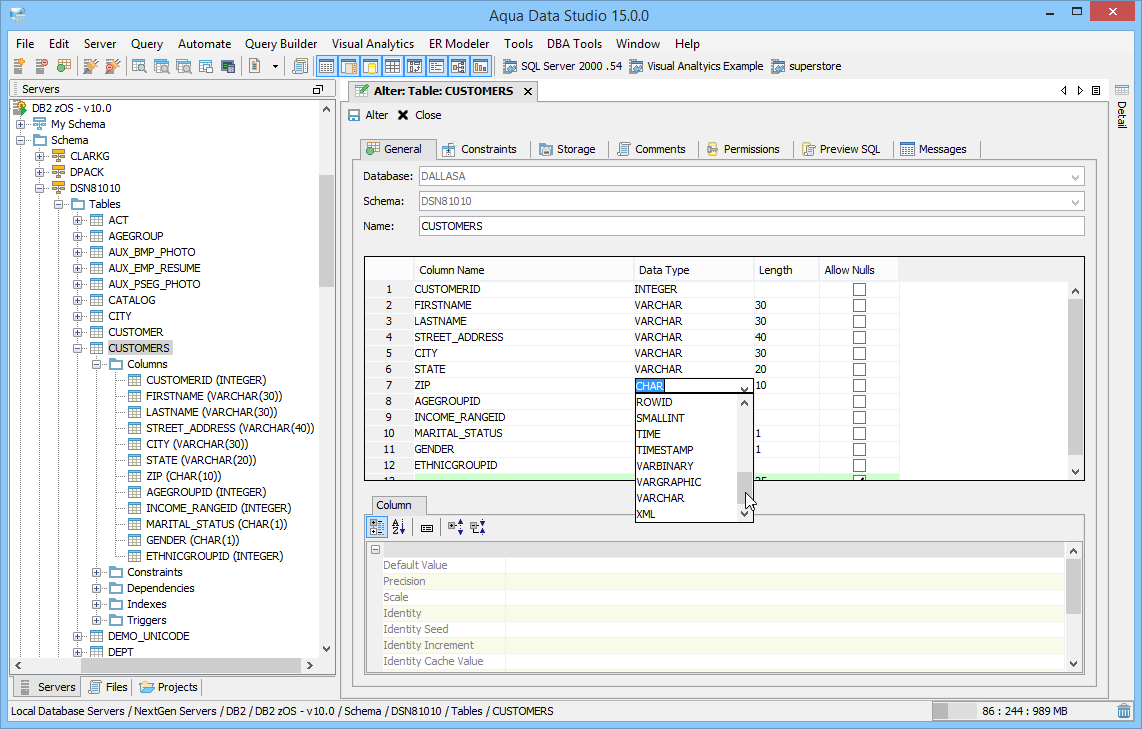 Aqua Data Studio 15.0.0
File Edit Server Query Automate Query Builder Visual Analytics ER Modeler Tools DBA Tools Window Help
SQL Server 2000 .54 Visual Analtyics Example superstore
Servers
DB2 zOS - v10.0
My Schema
Schema
CLARKG
DPACK
DSN81010
Tables
ACT
AGEGROUP
AUX_BMP_PHOTO
AUX_EMP_RESUME
AUX_PSEG_PHOTO
CATALOG
CITY
CUSTOMER
CUSTOMERS
Columns
CUSTOMERID (INTEGER)
FIRSTNAME (VARCHAR(30))
LASTNAME (VARCHAR(30))
STREET_ADDRESS (VARCHAR(40))
CITY (VARCHAR(30))
STATE (VARCHAR(20))
ZIP (CHAR(10))
AGEGROUPID (INTEGER)
INCOME_RANGEID (INTEGER)
MARITAL_STATUS (CHAR(1))
GENDER (CHAR(1))
ETHNICGROUPID (INTEGER)
Constraints
Dependencies
Indexes
Triggers
DEMO_UNICODE
DEPT
Servers Files Projects
Alter: Table: CUSTOMERS
Alter Close
General Constraints Storage Comments Permissions Preview SQL Messages
Database: DALLASA
Schema: DSN81010
Name: CUSTOMERS
Column Name Data Type Length Allow Nulls
1 CUSTOMERID INTEGER
2 FIRSTNAME VARCHAR 30
3 LASTNAME VARCHAR 30
4 STREET_ADDRESS VARCHAR 40
5 CITY VARCHAR 30
6 STATE VARCHAR 20
7 ZIP CHAR 10
8 AGEGROUPID
9 INCOME_RANGEID
10 MARITAL_STATUS 1
11 GENDER 1
12 ETHNICGROUPID
ROWID
SMALLINT
TIME
TIMESTAMP
VARBINARY
VARGRAPHIC
VARCHAR
XML
Column
Default Value
Precision
Scale
Identity
Identity Seed
Identity Increment
Identity Cache Value
Detail
Local Database Servers / NextGen Servers / DB2 / DB2 zOS - v10.0 / Schema / DSN81010 / Tables / CUSTOMERS
86 : 244 : 989 MB